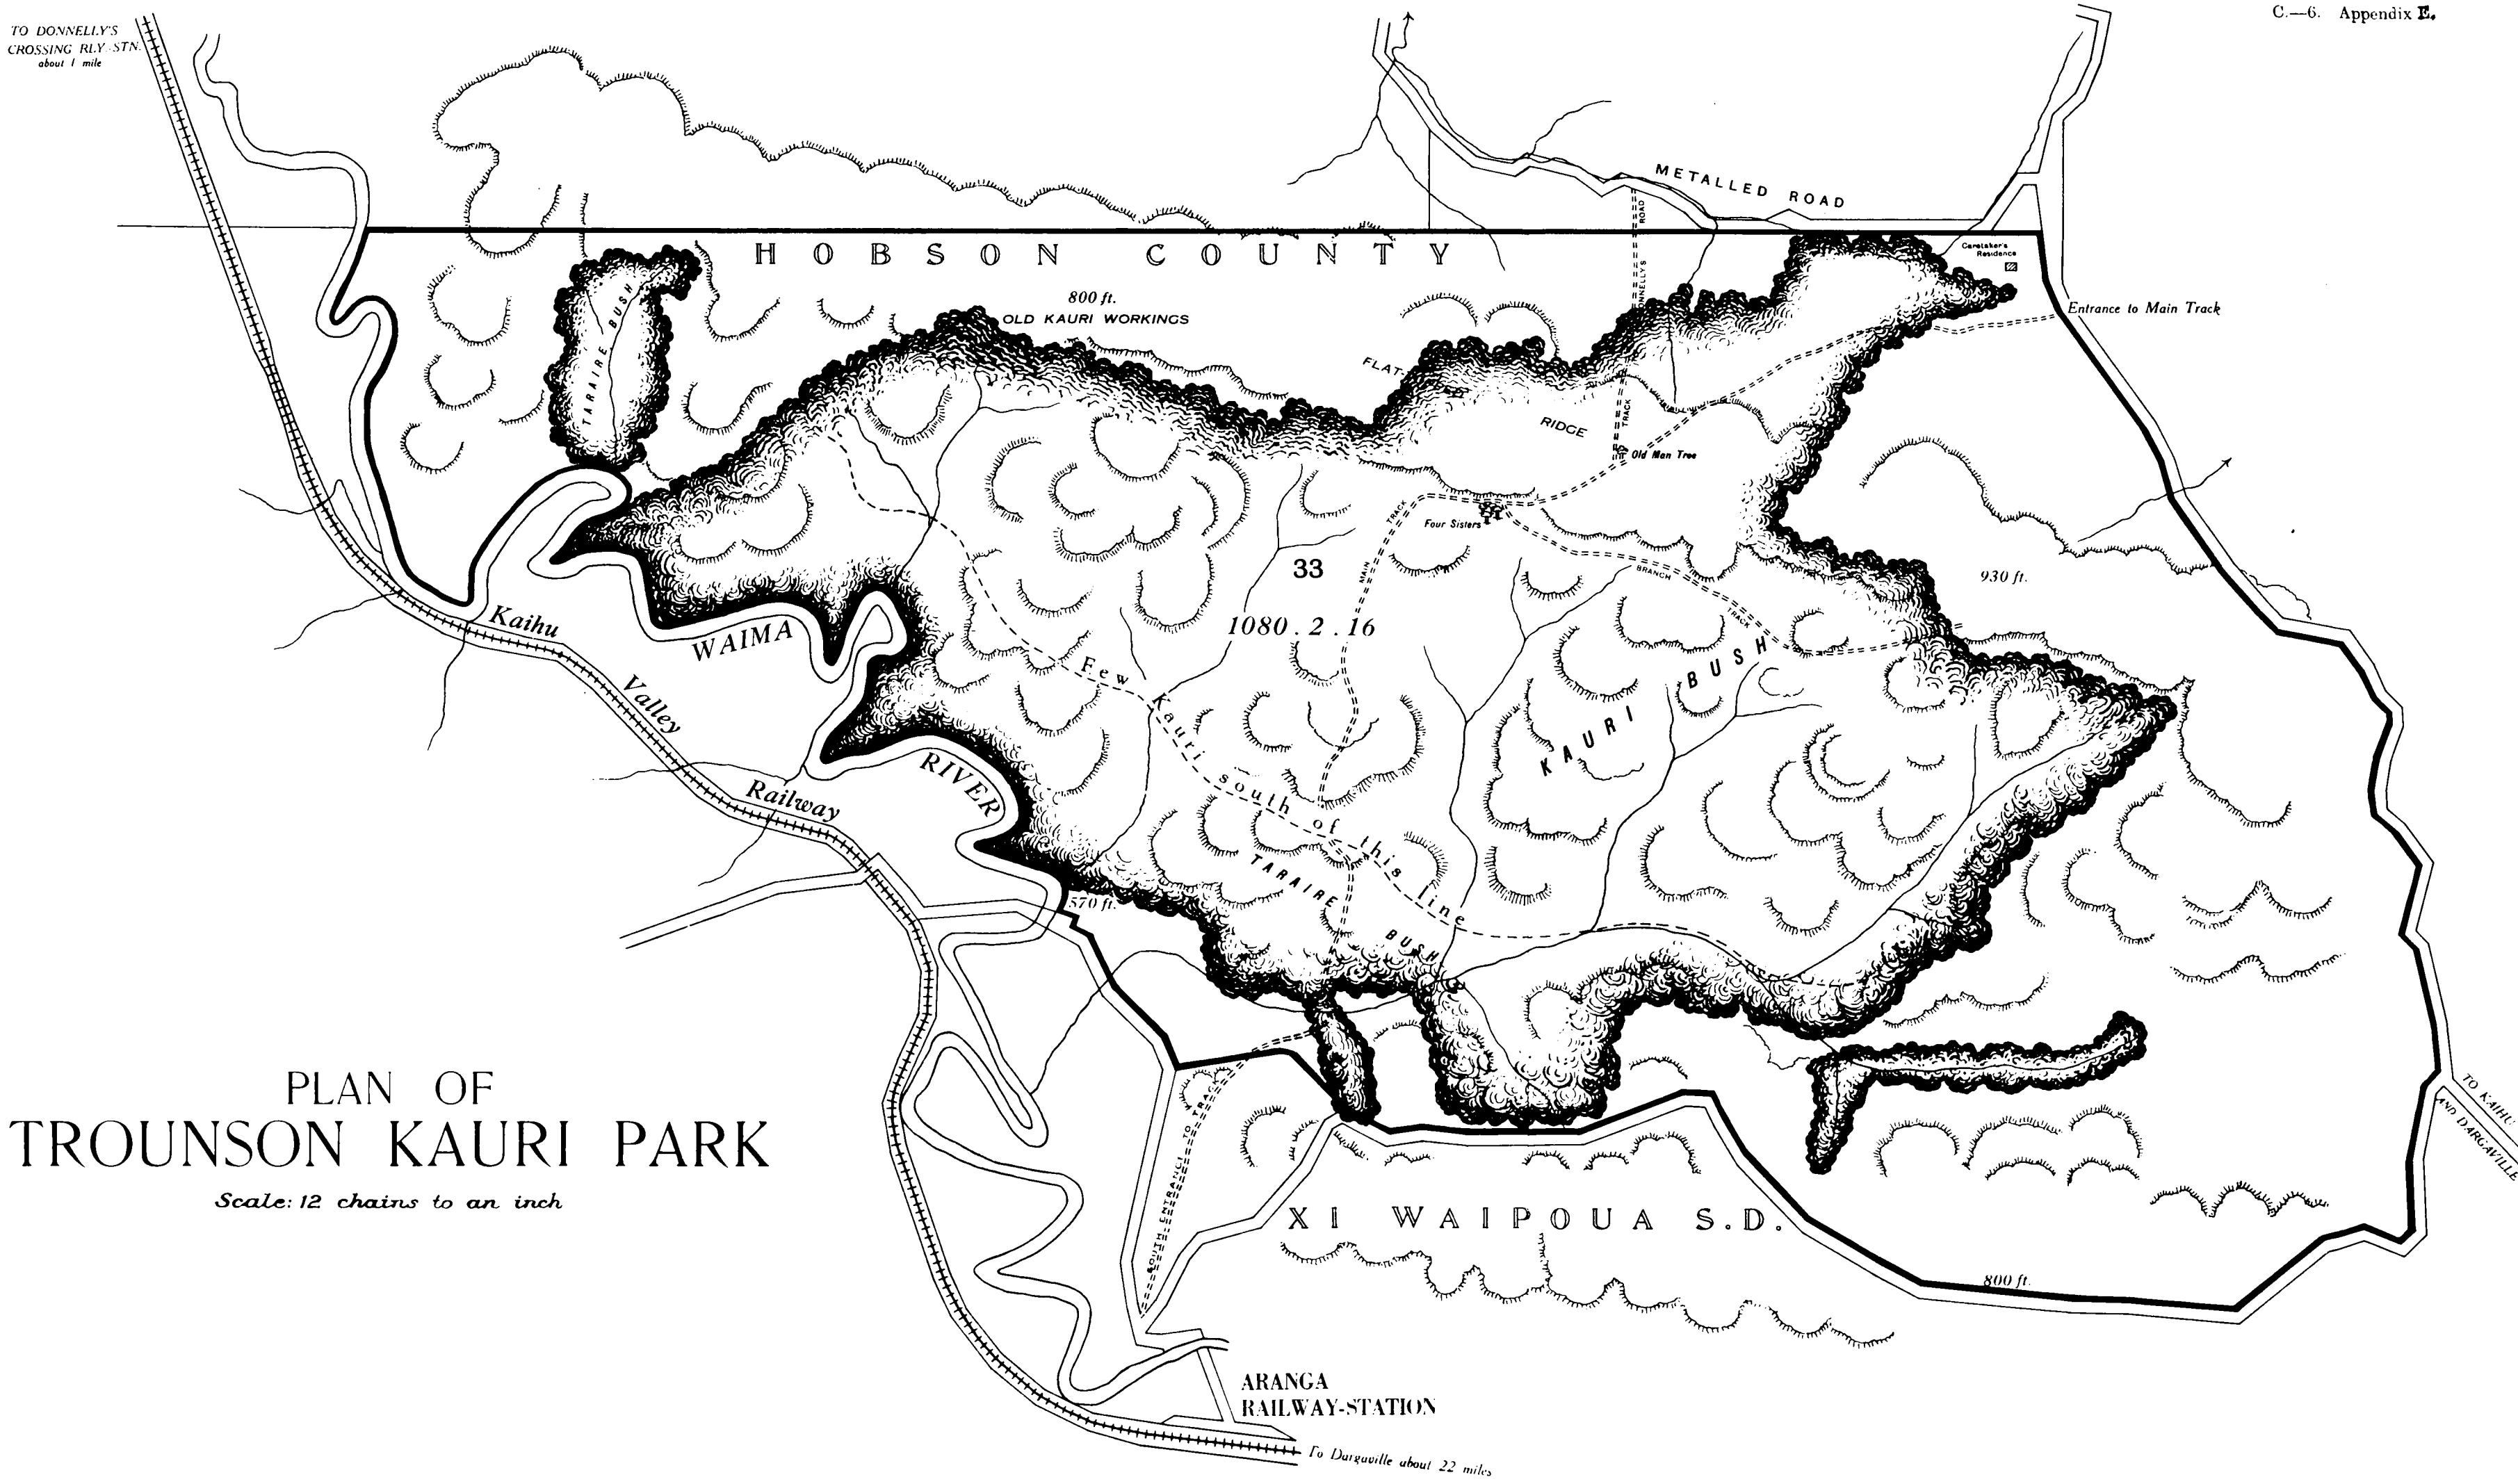 C.—6. Appendix E.
TO DONNELLY'S
CROSSING RLY.-STN.
about 1 mile
METALLED ROAD
HOBSON COUNTY
Caretaker's
Residence
ROAD
DONNELLYS
TRACK
800 ft.
OLD KAURI WORKINGS
Entrance to Main Track
TARAIRE BUSH
FLAT
RIDGE
Old Man Tree
Four Sisters
MAIN TRACK
BRANCH TRACK
33
1080.2.16
930 ft.
Kaihu Valley Railway
WAIMA RIVER
KAURI BUSH
Few Kauri south of this line
TARAIRE BUSH
570 ft.
PLAN OF
TROUNSON KAURI PARK
Scale: 12 chains to an inch
SOUTH ENTRANCE TO TRACK
XI WAIPOUA S.D.
800 ft.
TO KAIHU
AND DARGAVILLE
ARANGA
RAILWAY-STATION
To Dargaville about 22 miles